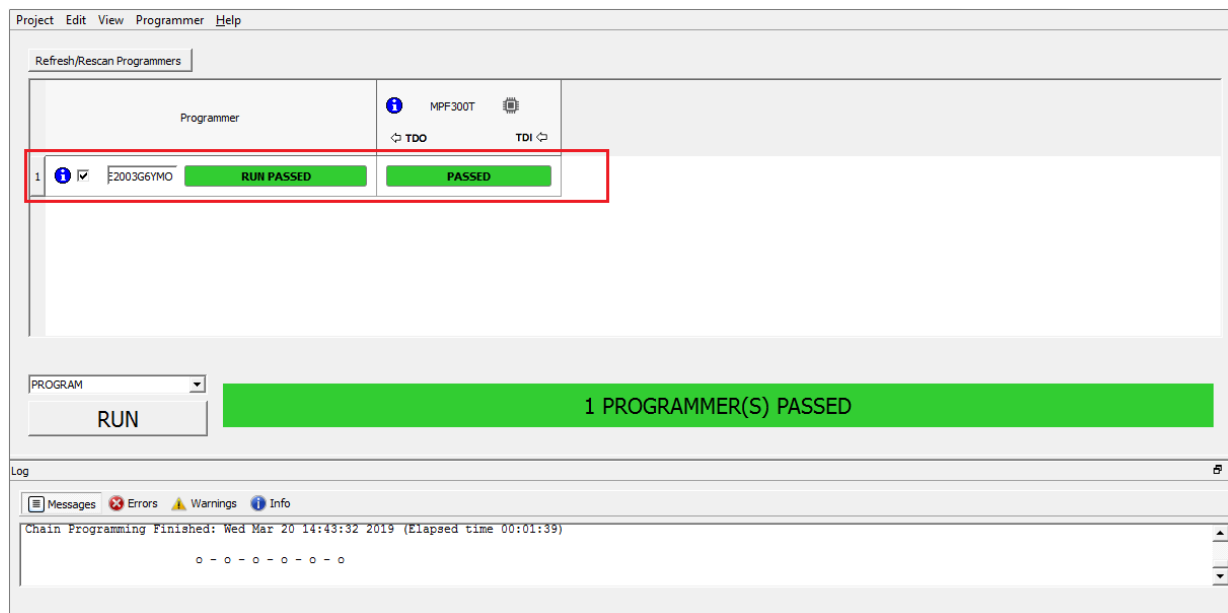 Project Edit View Programmer Help
Refresh/Rescan Programmers
Programmer
MPF300T
TDO TDI
1 E2003G6YMO RUN PASSED PASSED
PROGRAM
RUN
1 PROGRAMMER(S) PASSED
Log
Messages Errors Warnings Info
Chain Programming Finished: Wed Mar 20 14:43:32 2019 (Elapsed time 00:01:39)
o - o - o - o - o - o